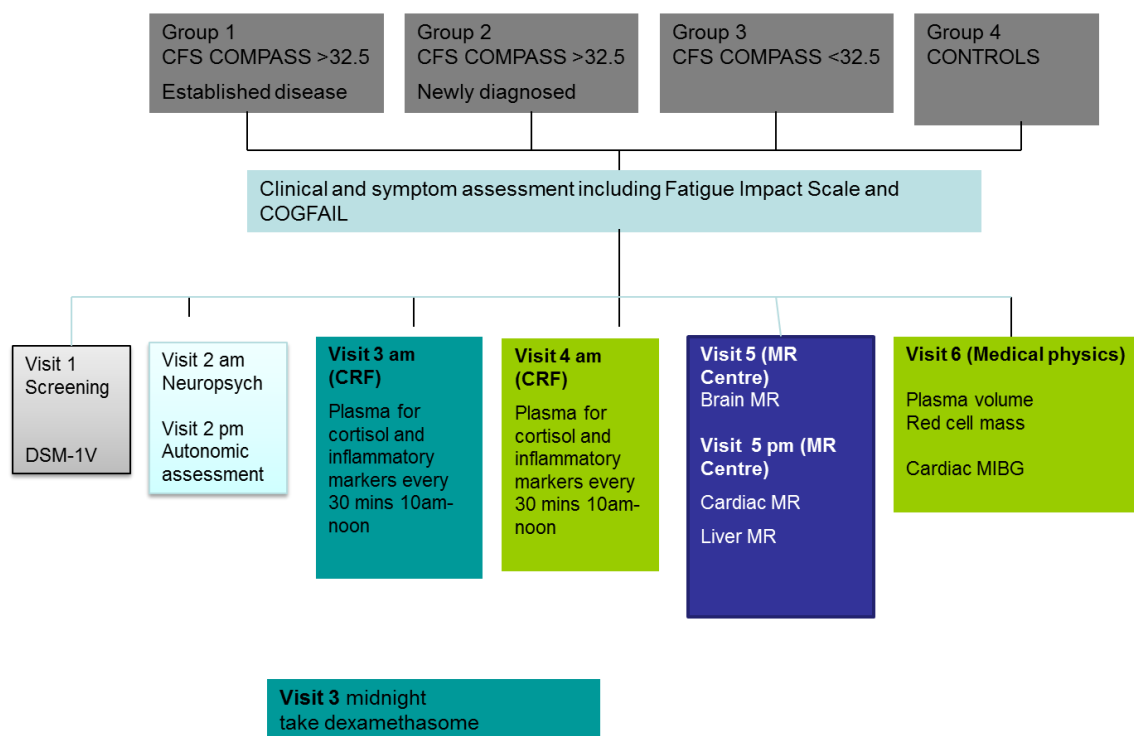 Group 1
CFS COMPASS >32.5
Established disease
Group 2
CFS COMPASS >32.5
Newly diagnosed
Group 3
CFS COMPASS <32.5
Group 4
CONTROLS
Clinical and symptom assessment including Fatigue Impact Scale and
COGFAIL
Visit 1
Screening
DSM-1V
Visit 2 am
Neuropsych
Visit 2 pm
Autonomic
assessment
Visit 3 am
(CRF)
Plasma for
cortisol and
inflammatory
markers every
30 mins 10am-
noon
Visit 4 am
(CRF)
Plasma for
cortisol and
inflammatory
markers every
30 mins 10am-
noon
Visit 5 (MR
Centre)
Brain MR
Visit 5 pm (MR
Centre)
Cardiac MR
Liver MR
Visit 6 (Medical physics)
Plasma volume
Red cell mass
Cardiac MIBG
Visit 3 midnight
take dexamethasome